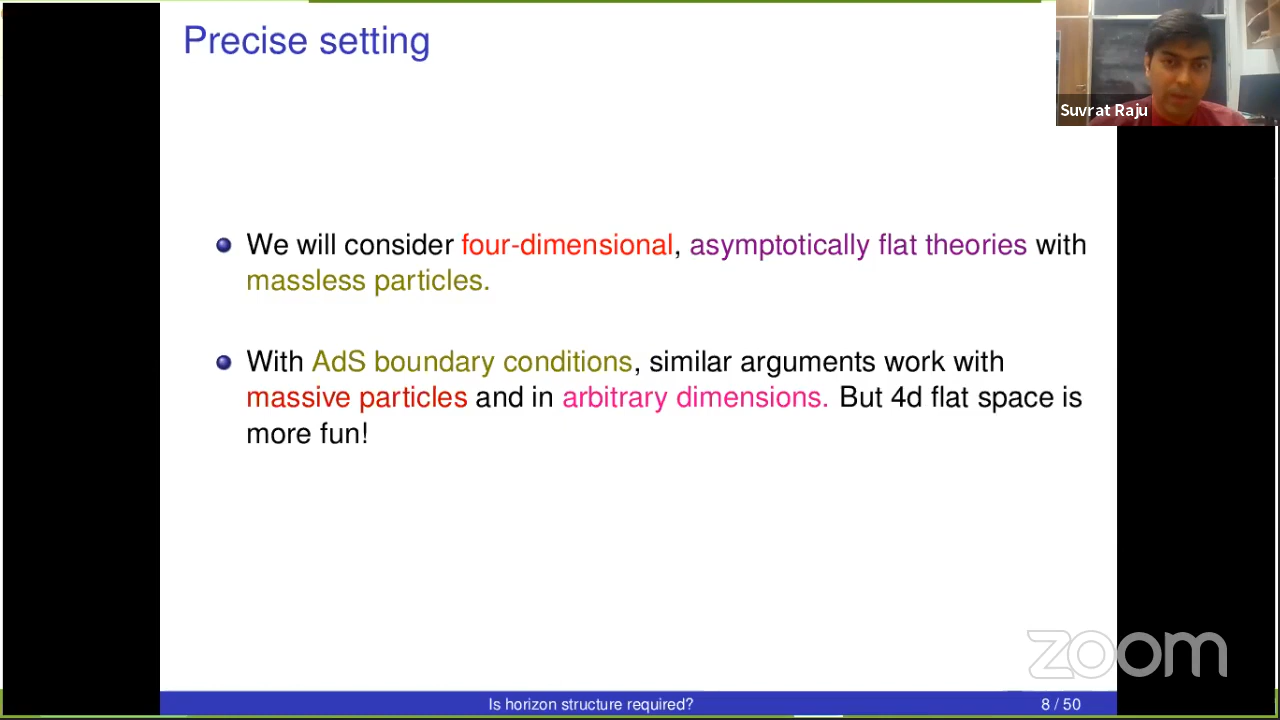 Precise setting
Suvrat Raju
We will consider four-dimensional, asymptotically flat theories with
massless particles.
With AdS boundary conditions, similar arguments work with
massive particles and in arbitrary dimensions. But 4d flat space is
more fun!
zoom
Is horizon structure required?
8 / 50